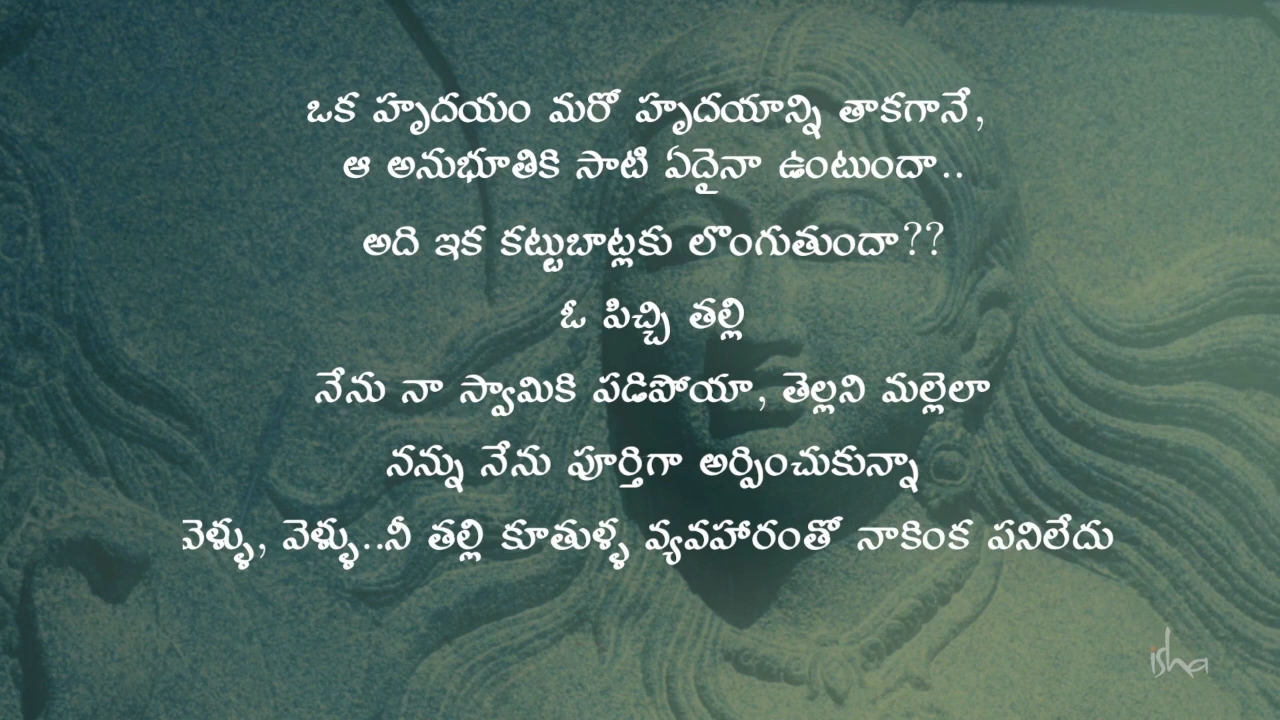 ఒక హృదయం మరో హృదయాన్ని తాకగానే,
ఆ అనుభూతికి సాటి ఏదైనా ఉంటుందా..
అది ఇక కట్టుబాట్లకు లొంగుతుందా??
ఓ పిచ్చి తల్లి
నేను నా స్వామికి పడిపోయా, తెల్లని మల్లెలా
నన్ను నేను పూర్తిగా అర్పించుకున్నా
వెళ్ళు, వెళ్ళు..నీ తల్లి కూతుళ్ళ వ్యవహారంతో నాకింక పనిలేదు
isha